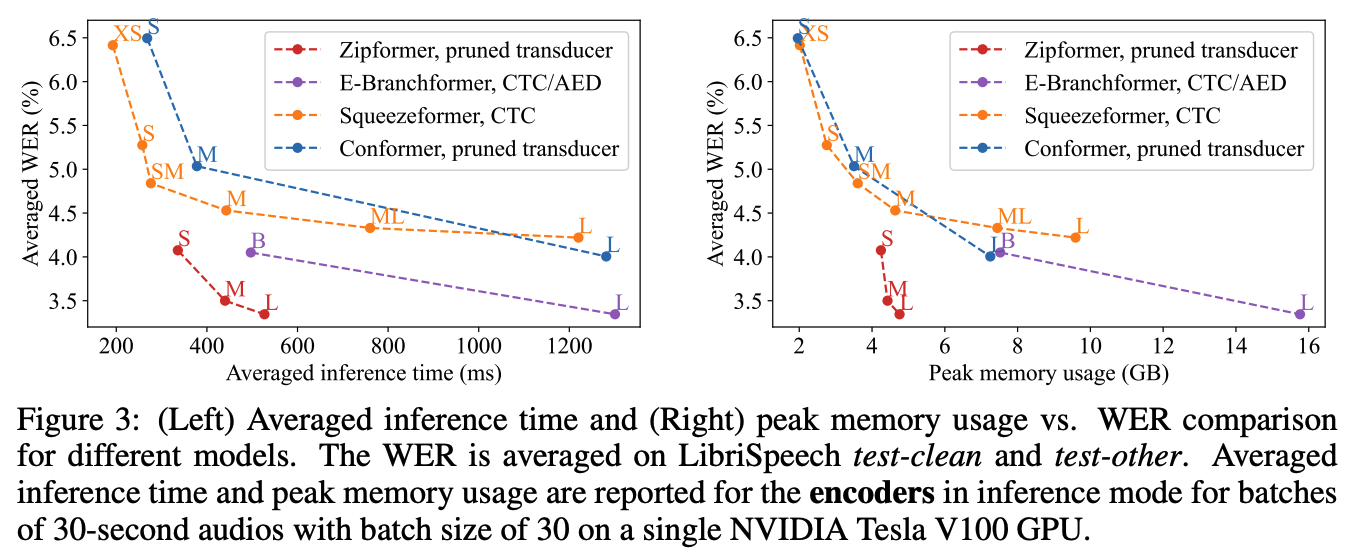 6.5
6.0
5.5
5.0
4.5
4.0
3.5
Averaged WER (%)
XS
S
S
SM
M
M
ML
L
S
B
L
M
L
L
Zipformer, pruned transducer
E-Branchformer, CTC/AED
Squeezeformer, CTC
Conformer, pruned transducer
200 400 600 800 1000 1200
Averaged inference time (ms)
6.5
6.0
5.5
5.0
4.5
4.0
3.5
Averaged WER (%)
S
XS
S
M
SM
M
ML
L
S
L
B
M
L
L
Zipformer, pruned transducer
E-Branchformer, CTC/AED
Squeezeformer, CTC
Conformer, pruned transducer
2 4 6 8 10 12 14 16
Peak memory usage (GB)
Figure 3: (Left) Averaged inference time and (Right) peak memory usage vs. WER comparison
for different models. The WER is averaged on LibriSpeech test-clean and test-other. Averaged
inference time and peak memory usage are reported for the encoders in inference mode for batches
of 30-second audios with batch size of 30 on a single NVIDIA Tesla V100 GPU.